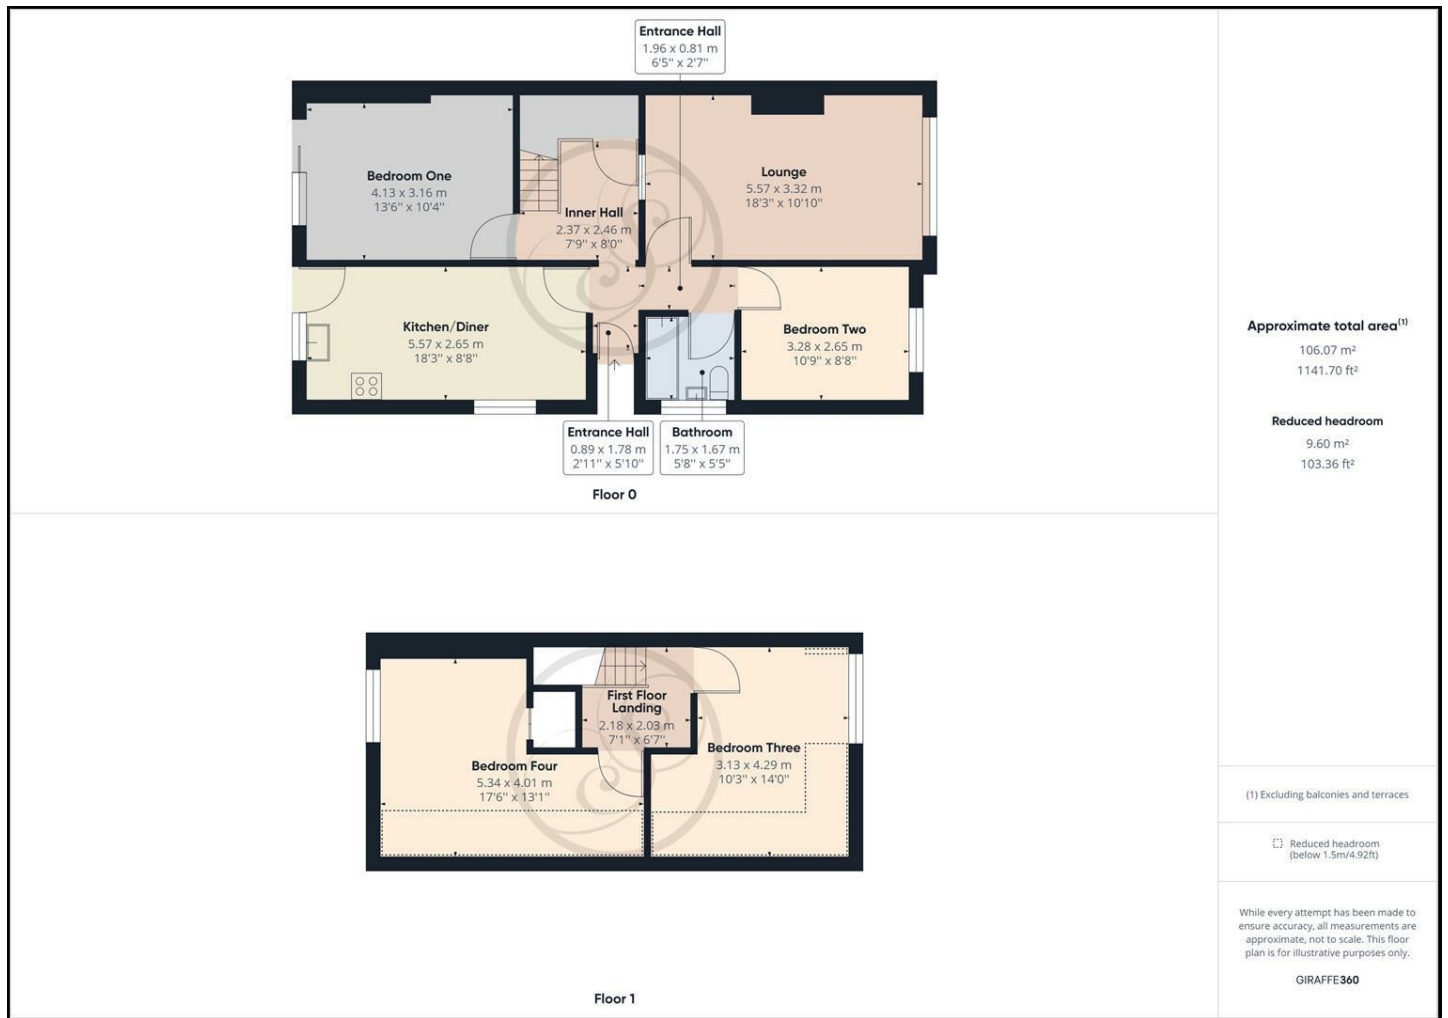 Entrance Hall
1.96 x 0.81 m
6'5'' x 2'7''
Bedroom One
4.13 x 3.16 m
13'6'' x 10'4''
Inner Hall
2.37 x 2.46 m
7'9'' x 8'0''
Lounge
5.57 x 3.32 m
18'3'' x 10'10''
Kitchen/Diner
5.57 x 2.65 m
18'3'' x 8'8''
Bedroom Two
3.28 x 2.65 m
10'9'' x 8'8''
Entrance Hall
0.89 x 1.78 m
2'11'' x 5'10''
Bathroom
1.75 x 1.67 m
5'8'' x 5'5''
Floor 0
First Floor
Landing
2.18 x 2.03 m
7'1'' x 6'7''
Bedroom Four
5.34 x 4.01 m
17'6'' x 13'1''
Bedroom Three
3.13 x 4.29 m
10'3'' x 14'0''
Floor 1
Approximate total area(1)
106.07 m²
1141.70 ft²
Reduced headroom
9.60 m²
103.36 ft²
(1) Excluding balconies and terraces
Reduced headroom
(below 1.5m/4.92ft)
While every attempt has been made to
ensure accuracy, all measurements are
approximate, not to scale. This floor
plan is for illustrative purposes only.
GIRAFFE360